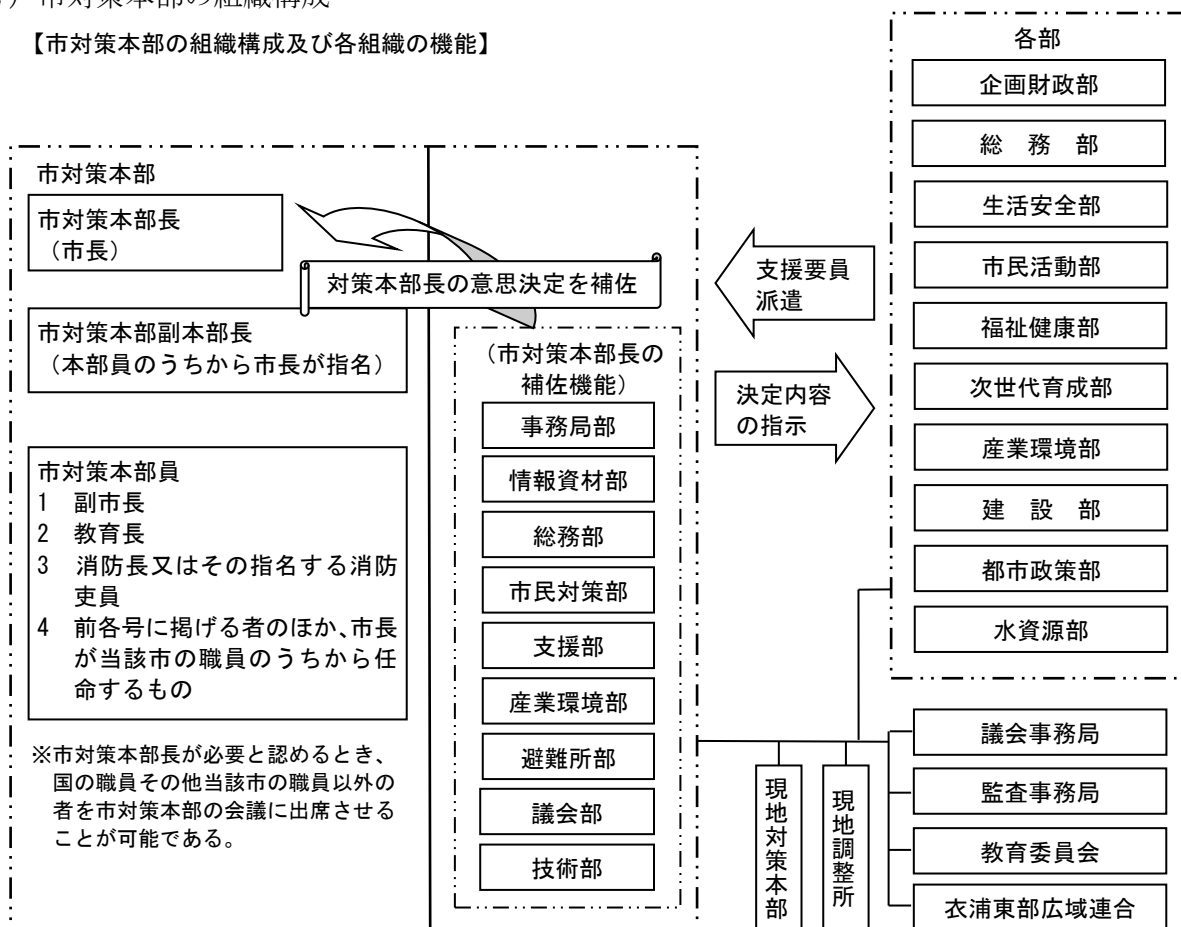 ）市対策本部の組織構成
【市対策本部の組織構成及び各組織の機能】
市対策本部
市対策本部長
（市長）
対策本部長の意思決定を補佐
市対策本部副本部長
（本部員のうちから市長が指名）
市対策本部員
1 副市長
2 教育長
3 消防長又はその指名する消防
吏員
4 前各号に掲げる者のほか、市長
が当該市の職員のうちから任
命するもの
※市対策本部長が必要と認めるとき、
国の職員その他当該市の職員以外の
者を市対策本部の会議に出席させる
ことが可能である。
（市対策本部長の
補佐機能）
事務局部
情報資材部
総務部
市民対策部
支援部
産業環境部
避難所部
議会部
技術部
支援要員
派遣
決定内容
の指示
各部
企画財政部
総　務　部
生活安全部
市民活動部
福祉健康部
次世代育成部
産業環境部
建　設　部
都市政策部
水資源部
現地対策本部
現地調整所
議会事務局
監査事務局
教育委員会
衣浦東部広域連合